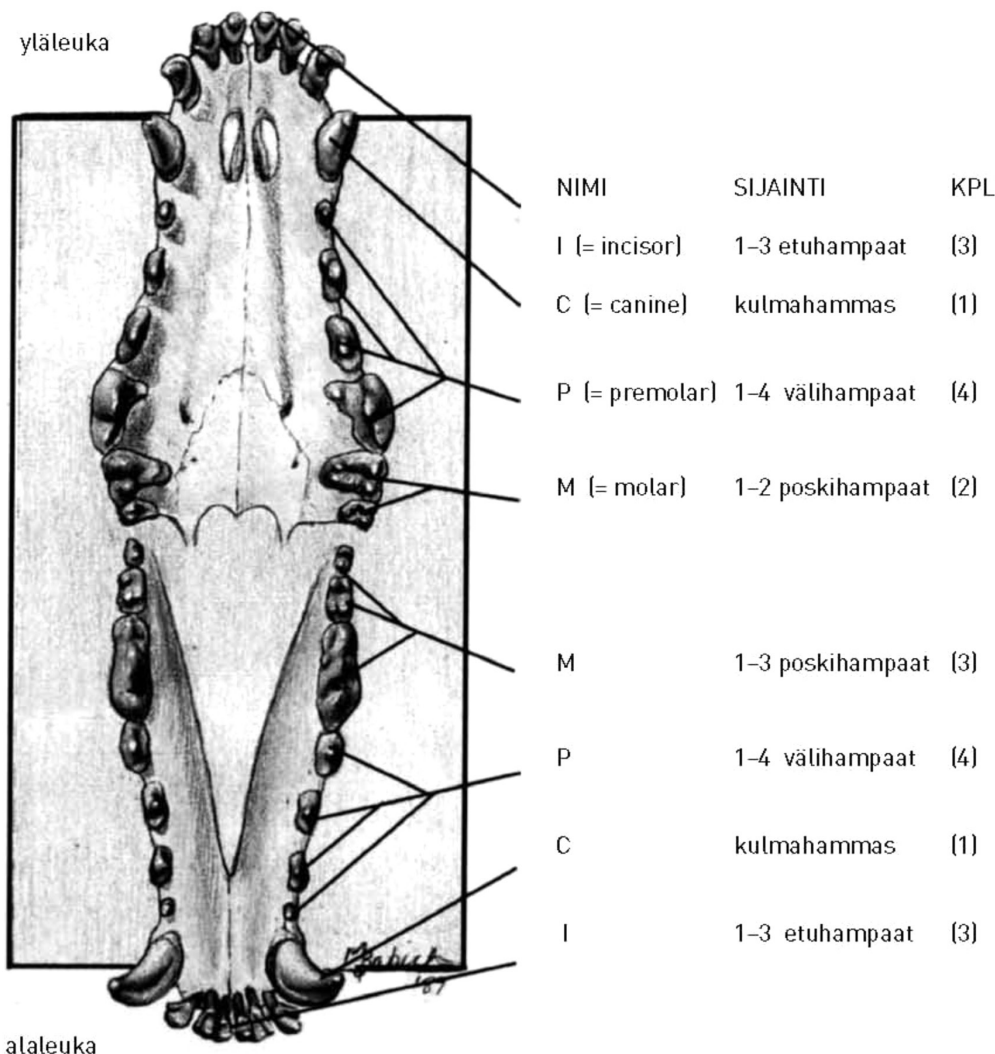 yläleuka
NIMI SIJAINTI KPL
I (= incisor) 1–3 etuhampaat (3)
C (= canine) kulmahammas (1)
P (= premolar) 1–4 välihampaat (4)
M (= molar) 1–2 poskihampaat (2)
M 1–3 poskihampaat (3)
P 1–4 välihampaat (4)
C kulmahammas (1)
I 1–3 etuhampaat (3)
alaleuka